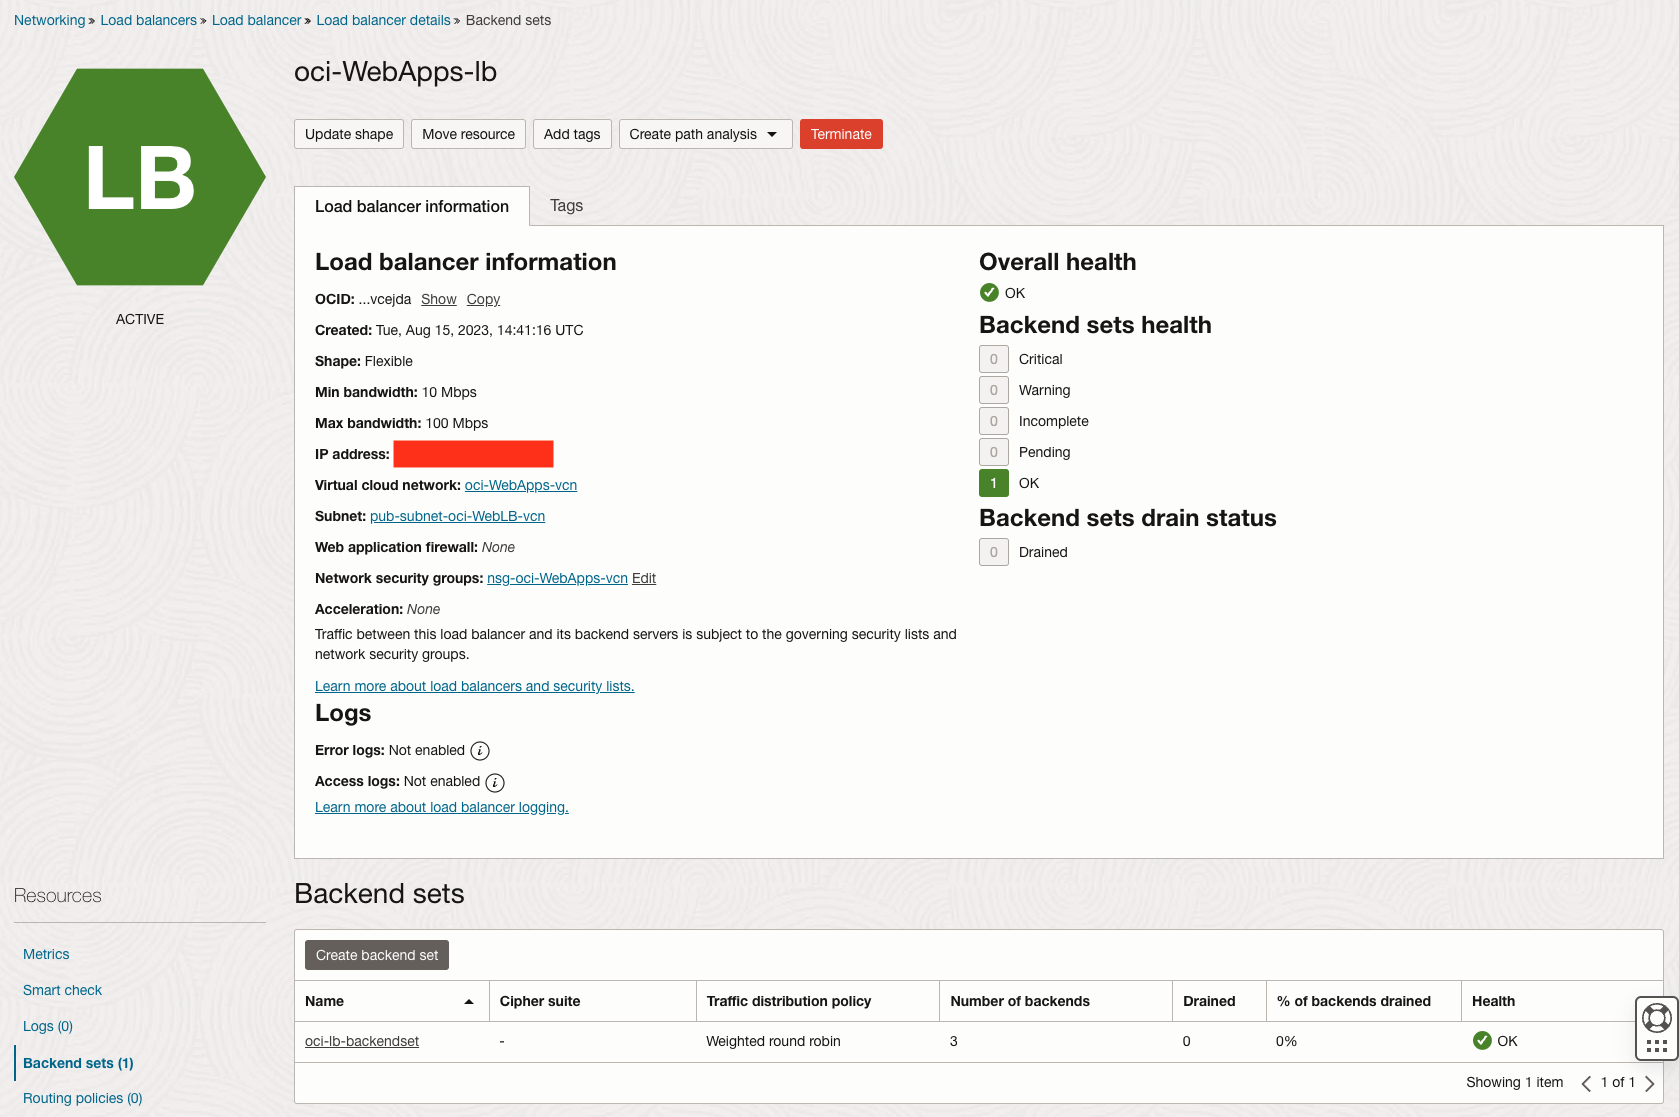 Networking » Load balancers » Load balancer » Load balancer details » Backend sets
LB
ACTIVE
oci-WebApps-lb
Update shape Move resource Add tags Create path analysis Terminate
Load balancer information Tags
Load balancer information
OCID: ...vcejda Show Copy
Created: Tue, Aug 15, 2023, 14:41:16 UTC
Shape: Flexible
Min bandwidth: 10 Mbps
Max bandwidth: 100 Mbps
IP address:
Virtual cloud network: oci-WebApps-vcn
Subnet: pub-subnet-oci-WebLB-vcn
Web application firewall: None
Network security groups: nsg-oci-WebApps-vcn Edit
Acceleration: None
Traffic between this load balancer and its backend servers is subject to the governing security lists and
network security groups.
Learn more about load balancers and security lists.
Logs
Error logs: Not enabled i
Access logs: Not enabled i
Learn more about load balancer logging.
Overall health
OK
Backend sets health
0 Critical
0 Warning
0 Incomplete
0 Pending
1 OK
Backend sets drain status
0 Drained
Resources
Metrics
Smart check
Logs (0)
Backend sets (1)
Routing policies (0)
Backend sets
Create backend set
Name Cipher suite Traffic distribution policy Number of backends Drained % of backends drained Health
oci-lb-backendset - Weighted round robin 3 0 0% OK
Showing 1 item 1 of 1